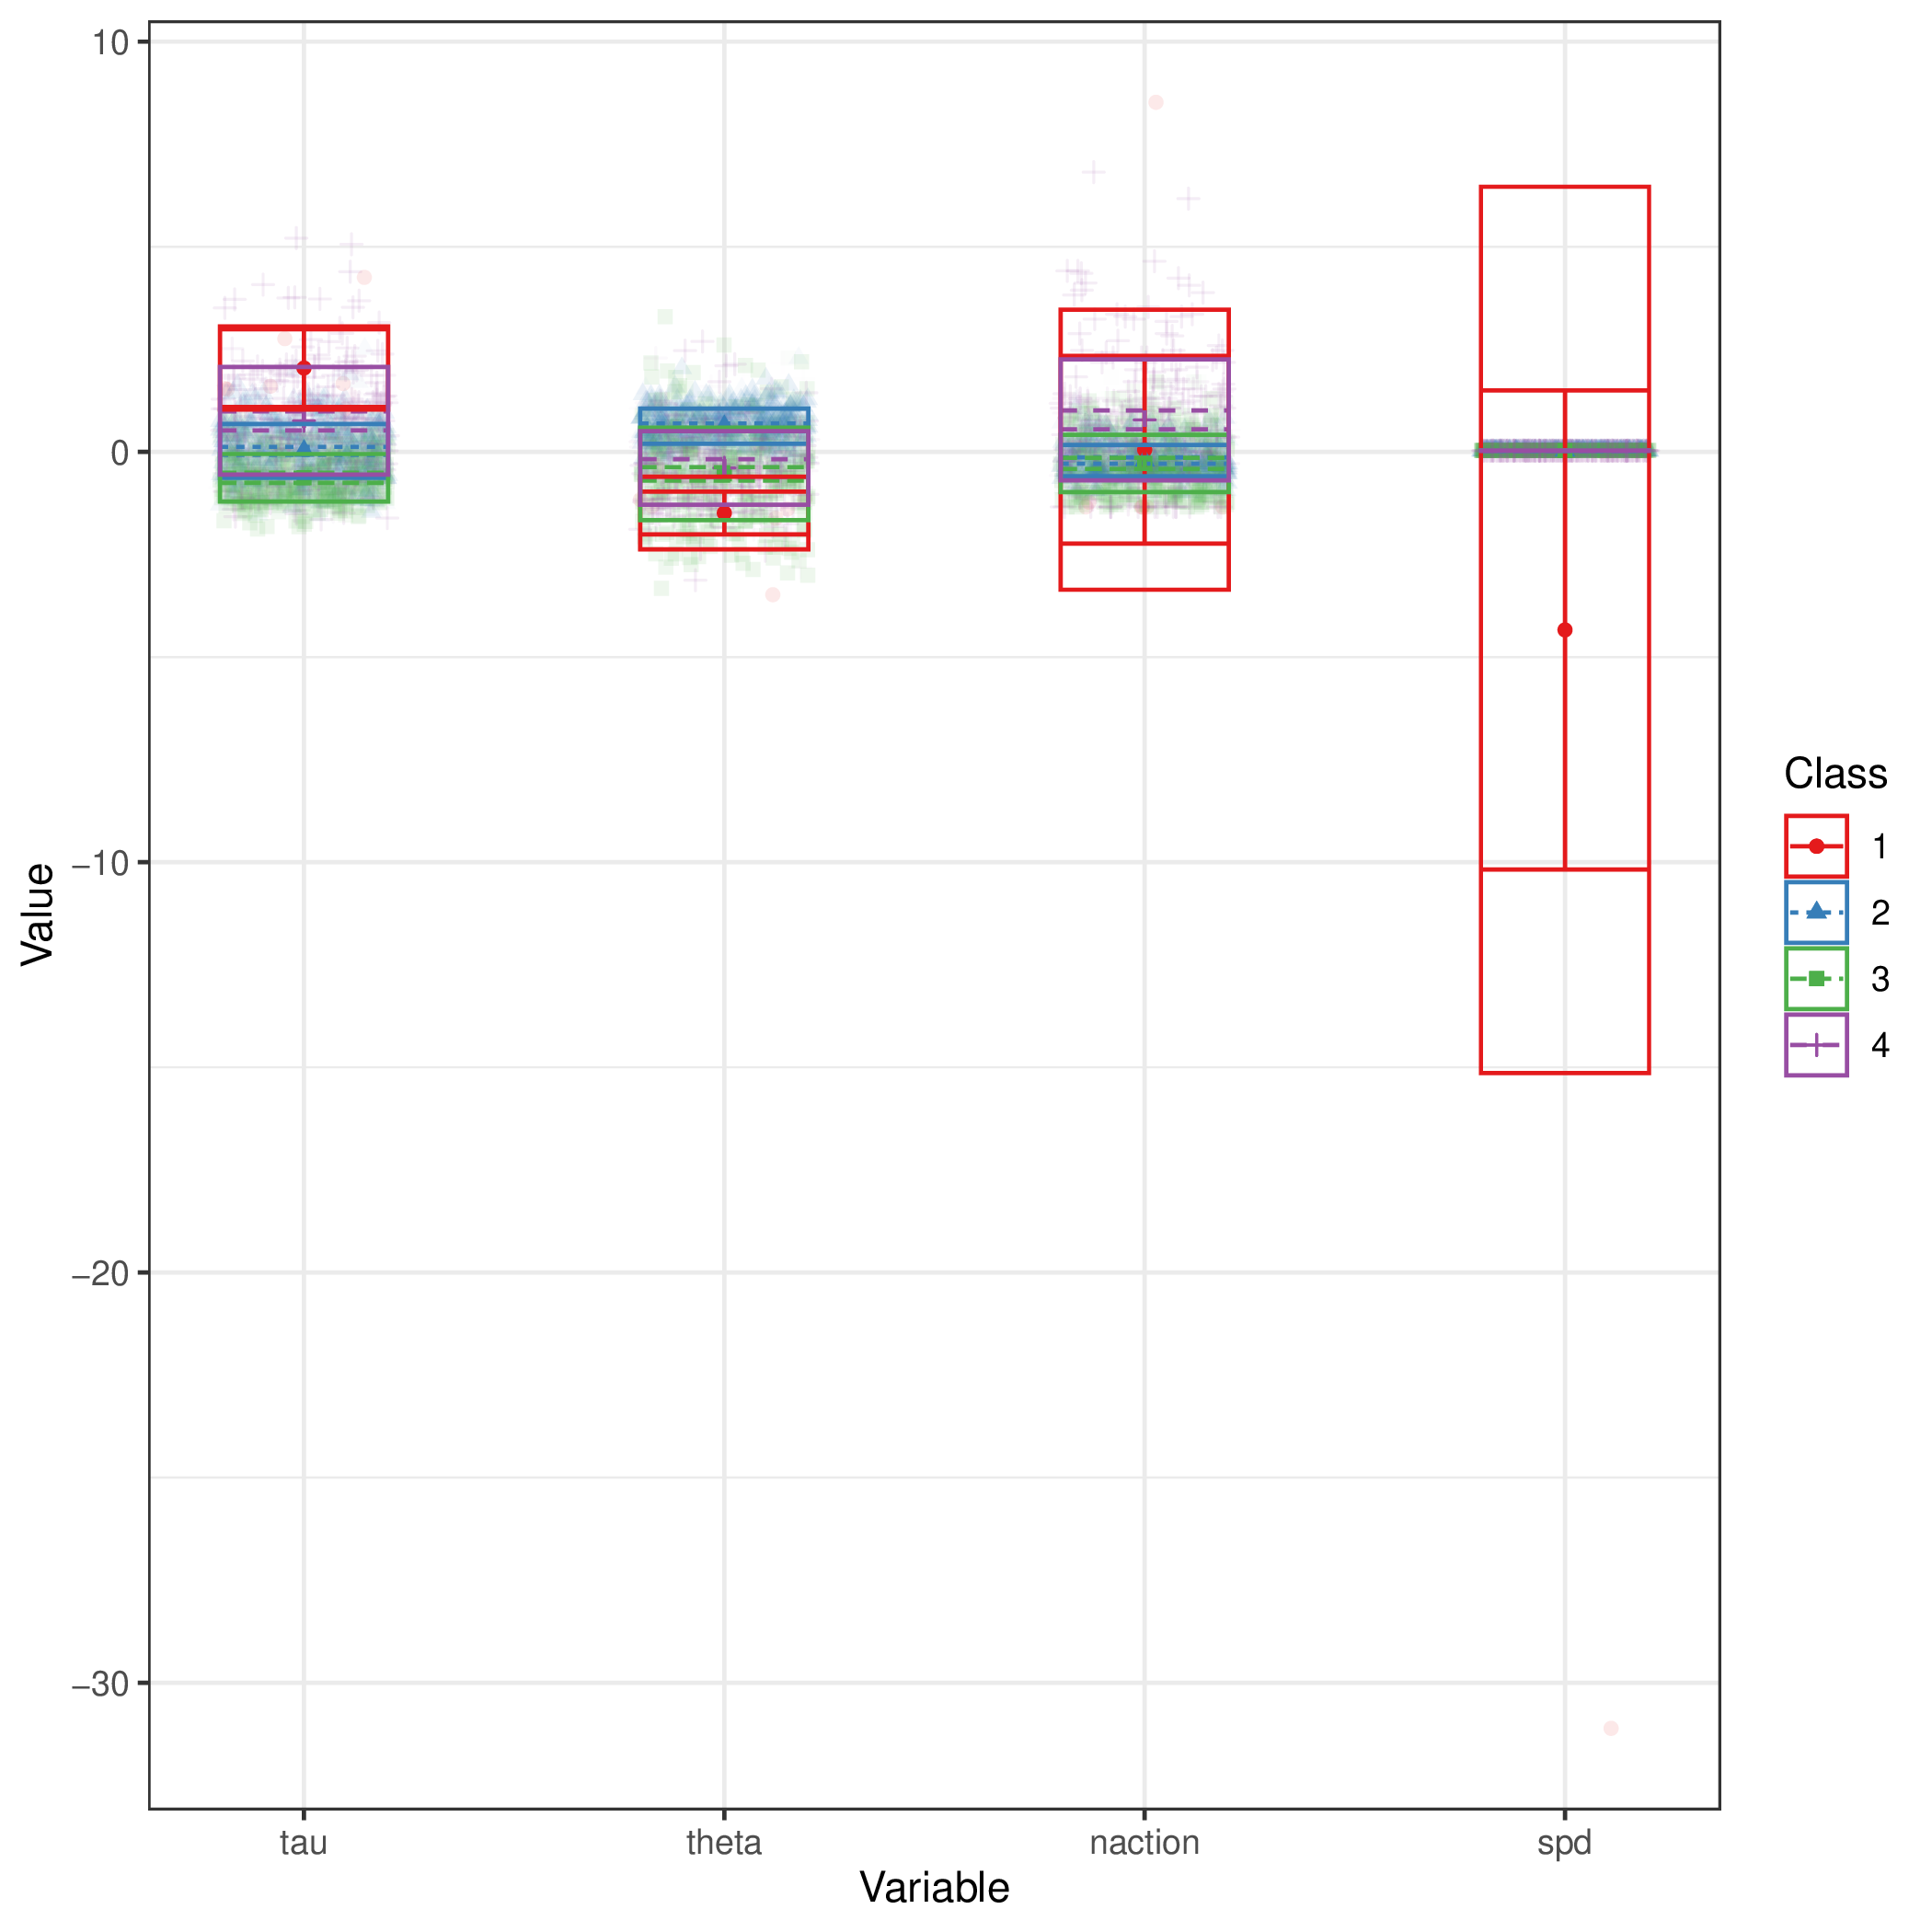 10
0
−10
−20
−30
Value
tau
theta
naction
spd
Variable
Class
1
2
3
4